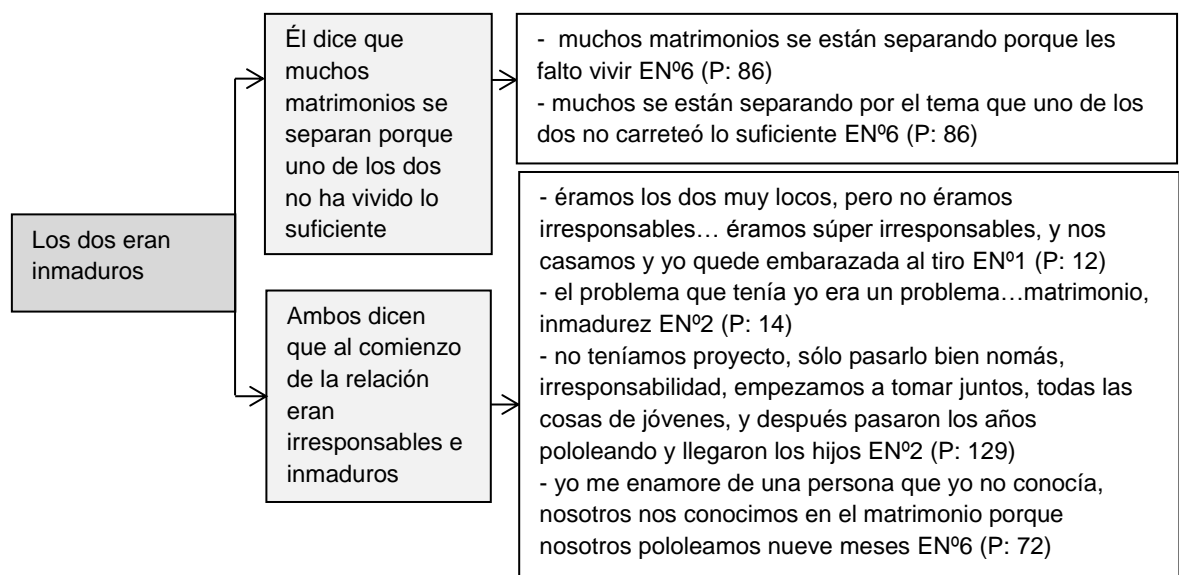 Los dos eran
inmaduros
Él dice que
muchos
matrimonios se
separan porque
uno de los dos
no ha vivido lo
suficiente
- muchos matrimonios se están separando porque les
falto vivir ENº6 (P: 86)
- muchos se están separando por el tema que uno de los
dos no carreteó lo suficiente ENº6 (P: 86)
Ambos dicen
que al comienzo
de la relación
eran
irresponsables e
inmaduros
- éramos los dos muy locos, pero no éramos
irresponsables… éramos súper irresponsables, y nos
casamos y yo quede embarazada al tiro ENº1 (P: 12)
- el problema que tenía yo era un problema…matrimonio,
inmadurez ENº2 (P: 14)
- no teníamos proyecto, sólo pasarlo bien nomás,
irresponsabilidad, empezamos a tomar juntos, todas las
cosas de jóvenes, y después pasaron los años
pololeando y llegaron los hijos ENº2 (P: 129)
- yo me enamore de una persona que yo no conocía,
nosotros nos conocimos en el matrimonio porque
nosotros pololeamos nueve meses ENº6 (P: 72)